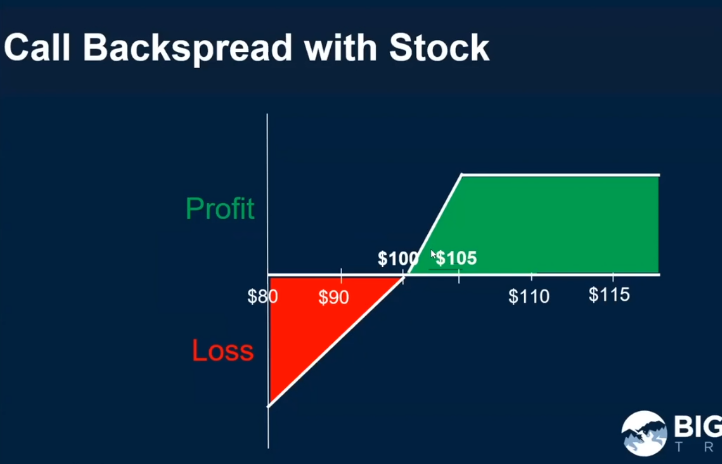 Call Backspread with Stock
Profit
$100 $105
$80 $90 $110 $115
Loss
BIG
T R